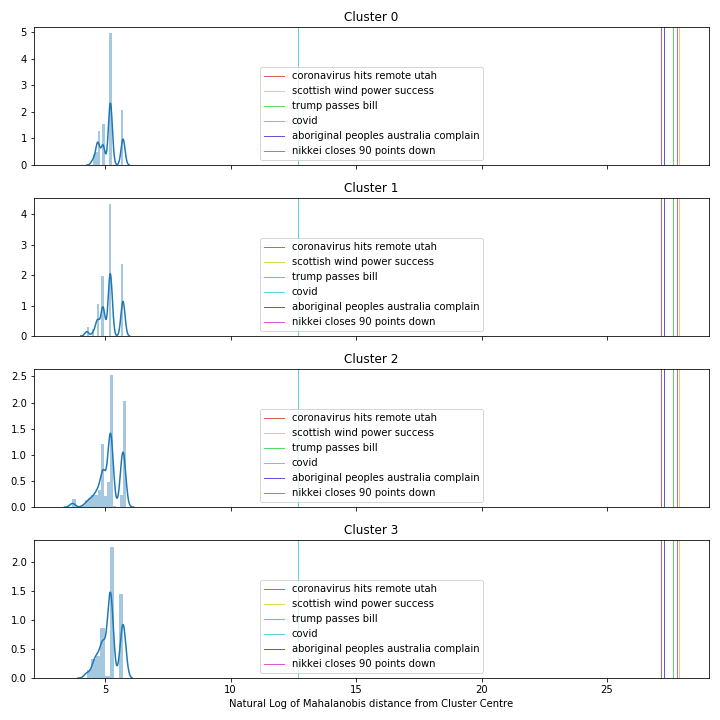 Cluster 0
5
4
3
2
1
0
coronavirus hits remote utah
scottish wind power success
trump passes bill
covid
aboriginal peoples australia complain
nikkei closes 90 points down
Cluster 1
4
3
2
1
0
coronavirus hits remote utah
scottish wind power success
trump passes bill
covid
aboriginal peoples australia complain
nikkei closes 90 points down
Cluster 2
2.5
2.0
1.5
1.0
0.5
0.0
coronavirus hits remote utah
scottish wind power success
trump passes bill
covid
aboriginal peoples australia complain
nikkei closes 90 points down
Cluster 3
2.0
1.5
1.0
0.5
0.0
coronavirus hits remote utah
scottish wind power success
trump passes bill
covid
aboriginal peoples australia complain
nikkei closes 90 points down
5 10 15 20 25
Natural Log of Mahalanobis distance from Cluster Centre